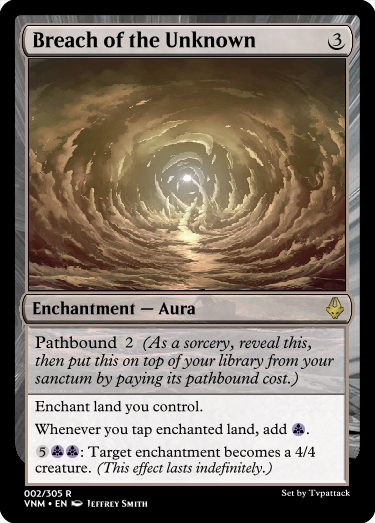 Breach of the Unknown 3
Enchantment — Aura
Pathbound 2 (As a sorcery, reveal this,
then put this on top of your library from your
sanctum by paying its pathbound cost.)
Enchant land you control.
Whenever you tap enchanted land, add .
5 : Target enchantment becomes a 4/4
creature. (This effect lasts indefinitely.)
002/305 R
VNM • EN Jeffrey Smith
Set by Tvpattack